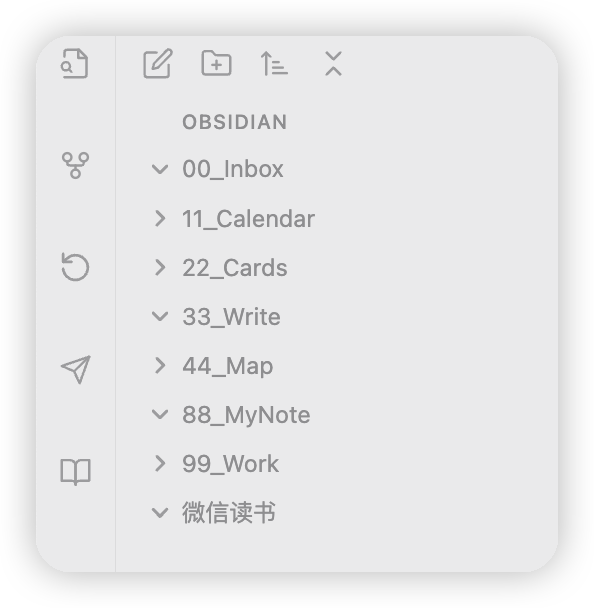 OBSIDIAN
00_Inbox
11_Calendar
22_Cards
33_Write
44_Map
88_MyNote
99_Work
微信读书